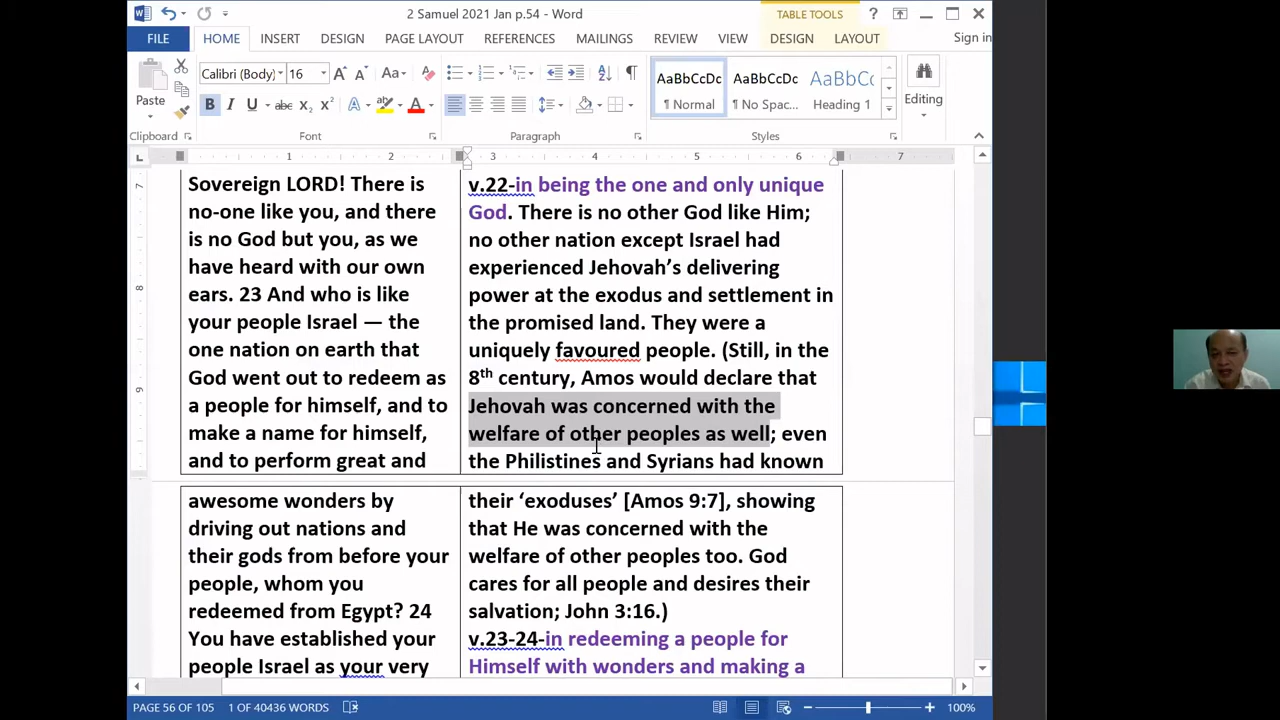 2 Samuel 2021 Jan p.54 - Word
TABLE TOOLS
FILE HOME INSERT DESIGN PAGE LAYOUT REFERENCES MAILINGS REVIEW VIEW DESIGN LAYOUT Sign in
Calibri (Body) 16
Paste
AaBbCcDc AaBbCcDc AaBbCc
¶ Normal ¶ No Spac... Heading 1
Editing
Clipboard Font Paragraph Styles
1 2 3 4 5 6 7
Sovereign LORD! There is
no-one like you, and there
is no God but you, as we
have heard with our own
ears. 23 And who is like
your people Israel — the
one nation on earth that
God went out to redeem as
a people for himself, and to
make a name for himself,
and to perform great and
awesome wonders by
driving out nations and
their gods from before your
people, whom you
redeemed from Egypt? 24
You have established your
people Israel as your very
v.22-in being the one and only unique
God. There is no other God like Him;
no other nation except Israel had
experienced Jehovah’s delivering
power at the exodus and settlement in
the promised land. They were a
uniquely favoured people. (Still, in the
8th century, Amos would declare that
Jehovah was concerned with the
welfare of other peoples as well; even
the Philistines and Syrians had known
their ‘exoduses’ [Amos 9:7], showing
that He was concerned with the
welfare of other peoples too. God
cares for all people and desires their
salvation; John 3:16.)
v.23-24-in redeeming a people for
Himself with wonders and making a
PAGE 56 OF 105 1 OF 40436 WORDS 100%